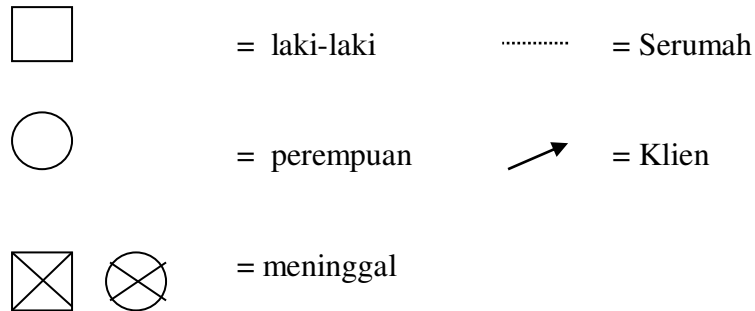 = laki-laki = Serumah
= perempuan = Klien
= meninggal